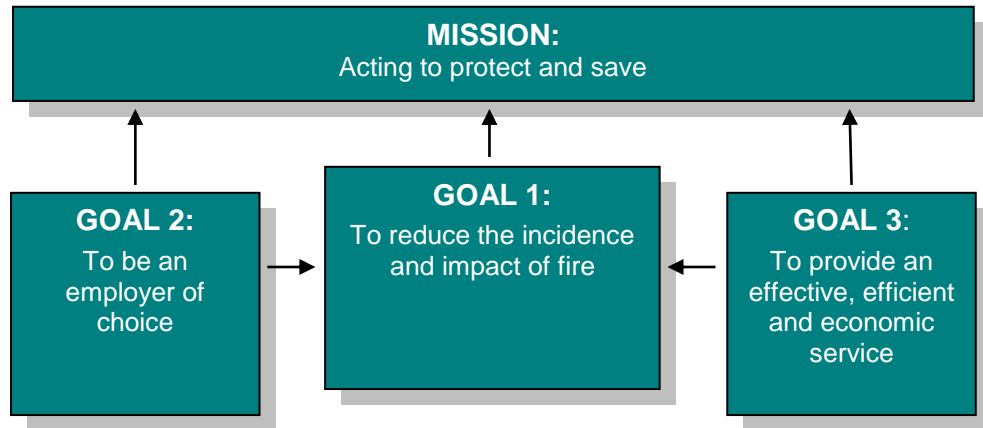 MISSION:
Acting to protect and save
GOAL 2:
To be an
employer of
choice
GOAL 1:
To reduce the incidence
and impact of fire
GOAL 3:
To provide an
effective, efficient
and economic
service